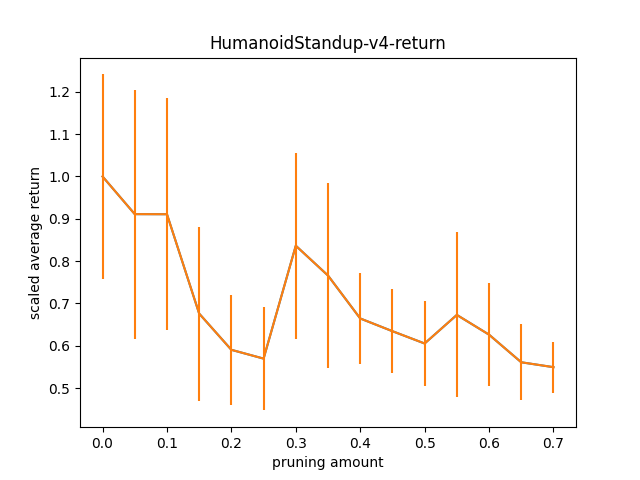 HumanoidStandup-v4-return
1.2
1.1
1.0
0.9
0.8
0.7
0.6
0.5
scaled average return
0.0 0.1 0.2 0.3 0.4 0.5 0.6 0.7
pruning amount